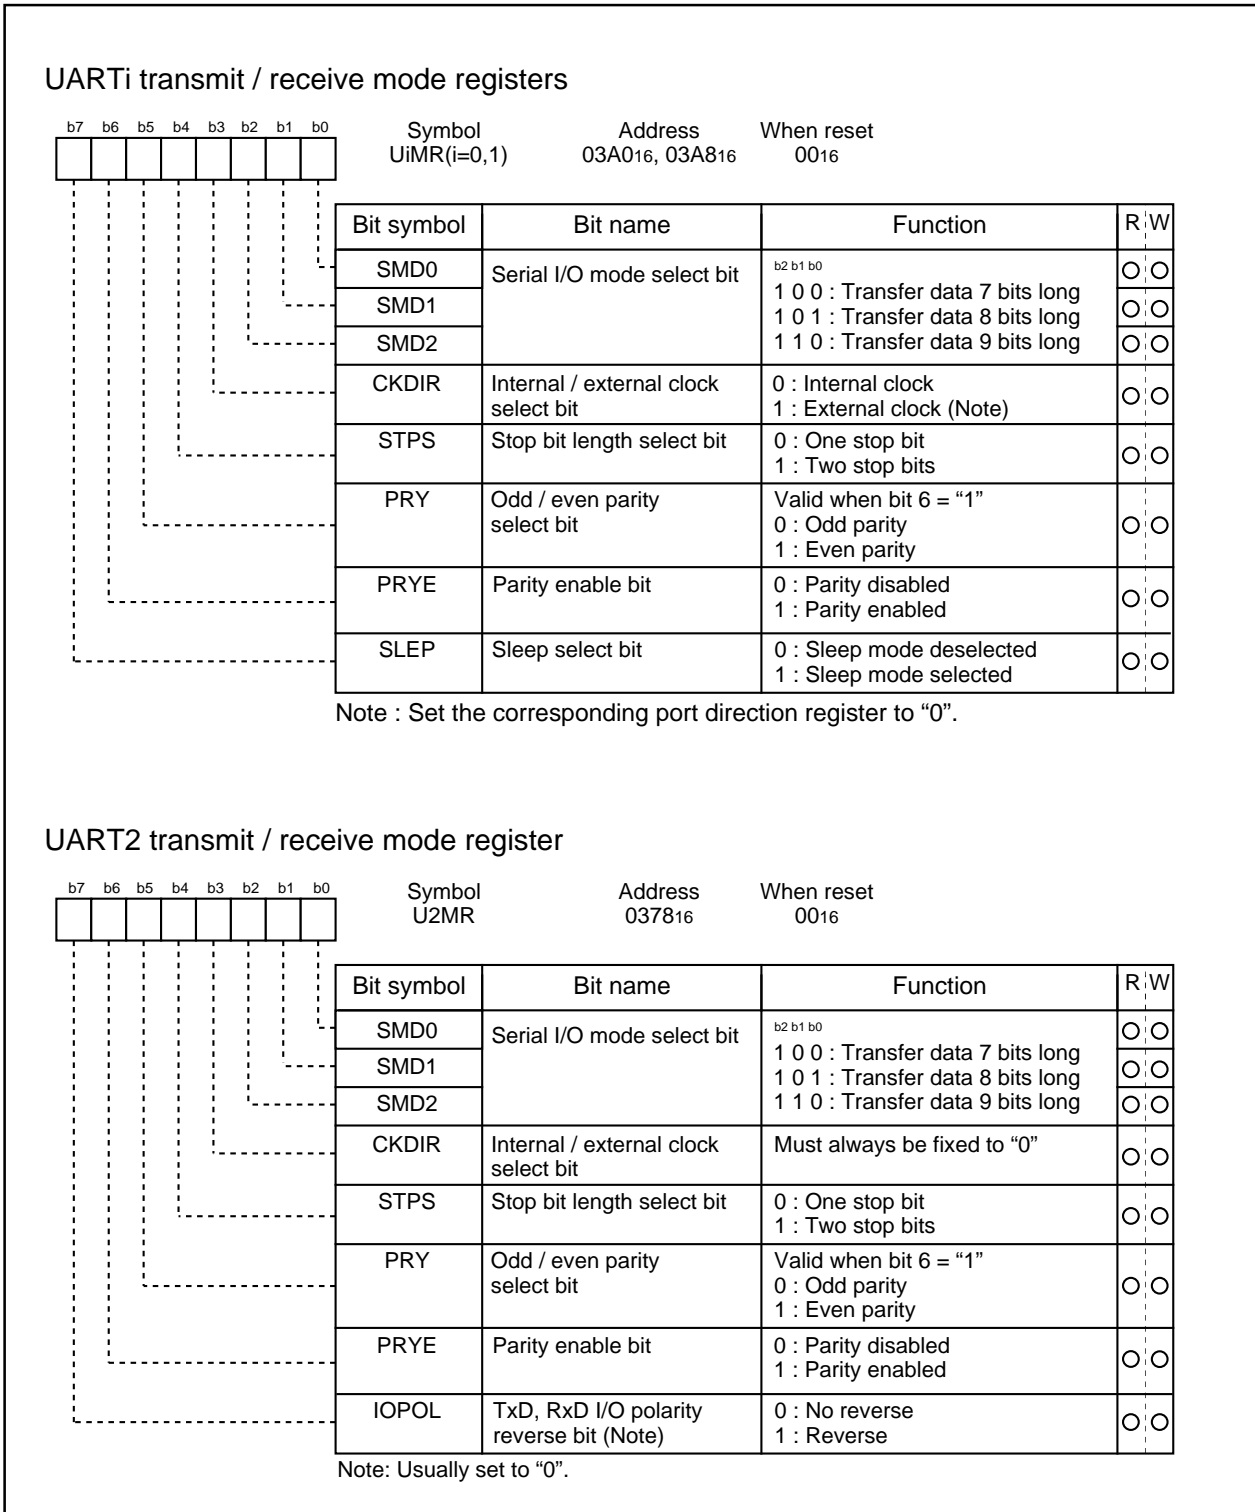 UARTi transmit / receive mode registers
b7 b6 b5 b4 b3 b2 b1 b0
Symbol Address When reset
UiMR(i=0,1) 03A016, 03A816 0016
Bit symbol Bit name Function R W
SMD0 Serial I/O mode select bit b2 b1 b0
1 0 0 : Transfer data 7 bits long
SMD1 1 0 1 : Transfer data 8 bits long
SMD2 1 1 0 : Transfer data 9 bits long
CKDIR Internal / external clock 0 : Internal clock
select bit 1 : External clock (Note)
STPS Stop bit length select bit 0 : One stop bit
1 : Two stop bits
PRY Odd / even parity Valid when bit 6 = “1”
select bit 0 : Odd parity
1 : Even parity
PRYE Parity enable bit 0 : Parity disabled
1 : Parity enabled
SLEP Sleep select bit 0 : Sleep mode deselected
1 : Sleep mode selected
Note : Set the corresponding port direction register to “0”.
UART2 transmit / receive mode register
b7 b6 b5 b4 b3 b2 b1 b0
Symbol Address When reset
U2MR 037816 0016
Bit symbol Bit name Function R W
SMD0 Serial I/O mode select bit b2 b1 b0
1 0 0 : Transfer data 7 bits long
SMD1 1 0 1 : Transfer data 8 bits long
SMD2 1 1 0 : Transfer data 9 bits long
CKDIR Internal / external clock Must always be fixed to “0”
select bit
STPS Stop bit length select bit 0 : One stop bit
1 : Two stop bits
PRY Odd / even parity Valid when bit 6 = “1”
select bit 0 : Odd parity
1 : Even parity
PRYE Parity enable bit 0 : Parity disabled
1 : Parity enabled
IOPOL TxD, RxD I/O polarity 0 : No reverse
reverse bit (Note) 1 : Reverse
Note: Usually set to “0”.